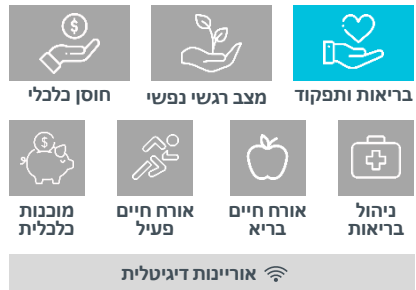 בריאות ותפקוד
מצב רגשי נפשי
חוסן כלכלי
ניהול
בריאות
אורח חיים
בריא
אורח חיים
פעיל
מוכנות
כלכלית
אוריינות דיגיטלית